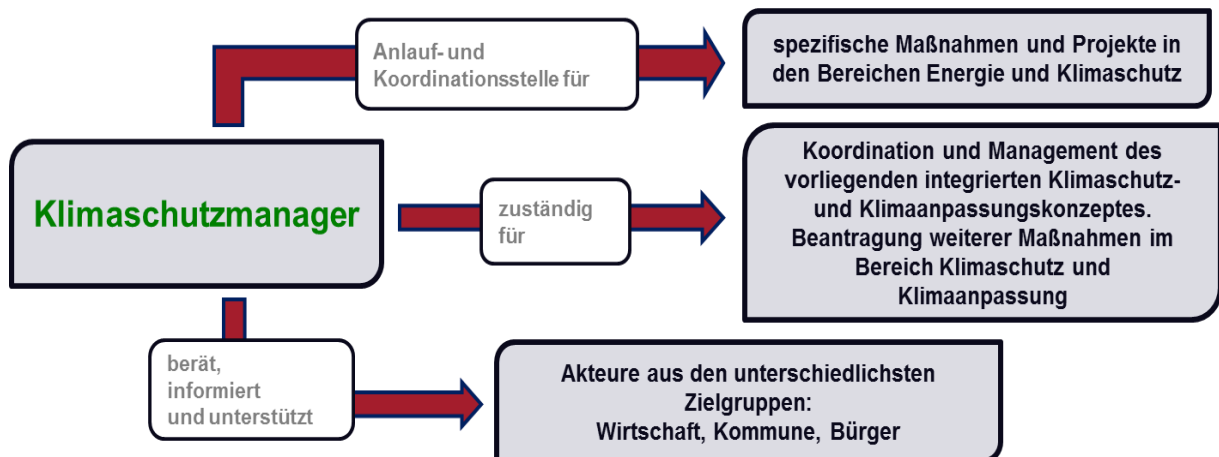 Anlauf- und
Koordinationsstelle für
spezifische Maßnahmen und Projekte in
den Bereichen Energie und Klimaschutz
Klimaschutzmanager
zuständig
für
Koordination und Management des
vorliegenden integrierten Klimaschutz-
und Klimaanpassungskonzeptes.
Beantragung weiterer Maßnahmen im
Bereich Klimaschutz und
Klimaanpassung
berät,
informiert
und unterstützt
Akteure aus den unterschiedlichsten
Zielgruppen:
Wirtschaft, Kommune, Bürger